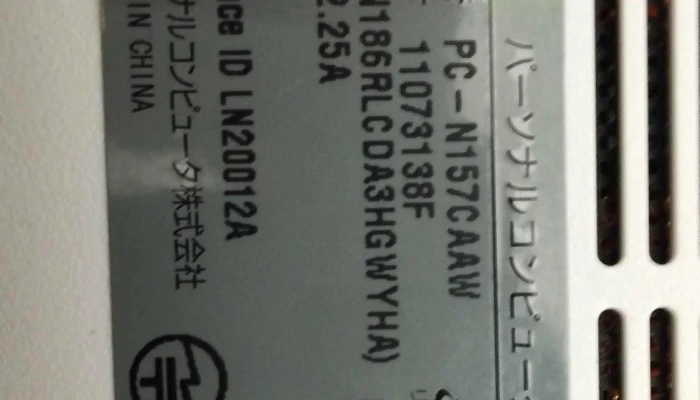 パーソナルコンピュー
PC-N157CAAW
11073138F
N186RLCDA3HGWYHA)
2.25A
ice ID LN20012A
ナルコンピュータ株式会社
IN CHINA